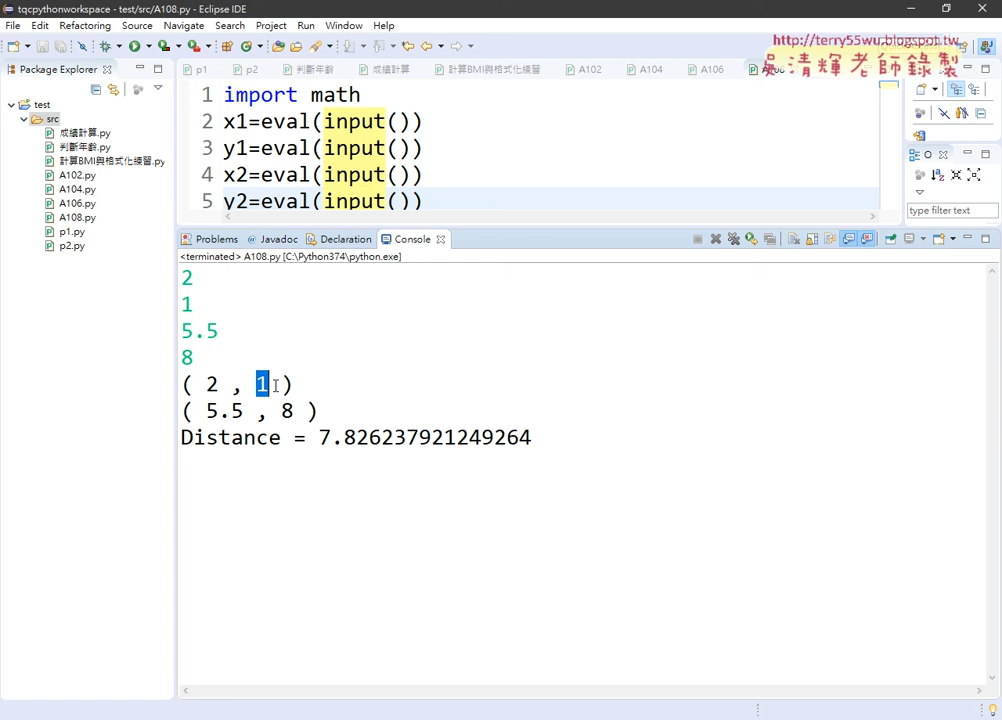 tqcpythonworkspace - test/src/A108.py - Eclipse IDE
File Edit Refactoring Source Navigate Search Project Run Window Help
http://terry55wu.blogspot.tw
吳清輝老師錄製
Package Explorer
p1 p2 判斷年齡 成績計算 計算BMI與格式化練習 A102 A104 A106
test
src
成績計算.py
判斷年齡.py
計算BMI與格式化練習.py
A102.py
A104.py
A106.py
A108.py
p1.py
p2.py
1 import math
2 x1=eval(input())
3 y1=eval(input())
4 x2=eval(input())
5 y2=eval(input())
type filter text
Problems Javadoc Declaration Console
<terminated> A108.py [C:\Python374\python.exe]
2
1
5.5
8
( 2 , 1 )
( 5.5 , 8 )
Distance = 7.826237921249264